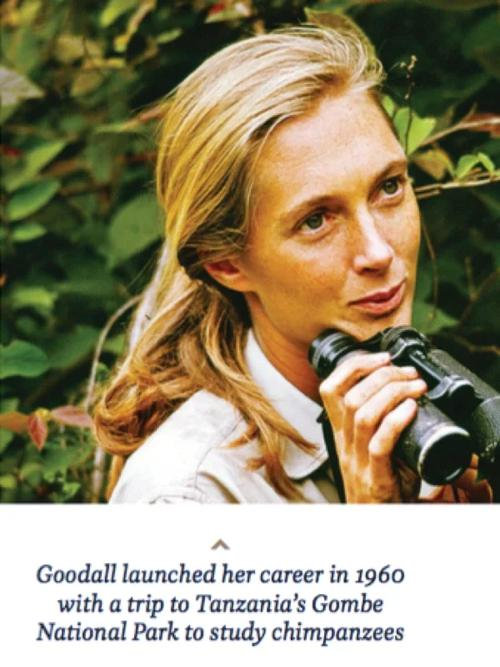 Goodall launched her career in 1960
with a trip to Tanzania’s Gombe
National Park to study chimpanzees